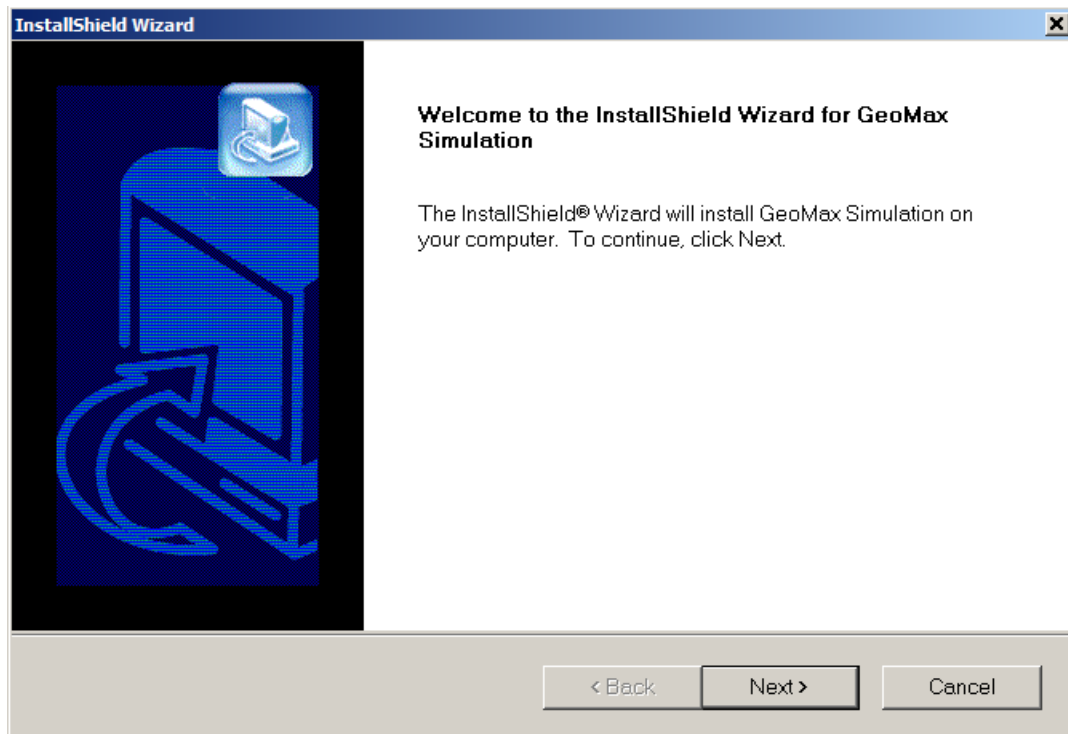 InstallShield Wizard
Welcome to the InstallShield Wizard for GeoMax
Simulation
The InstallShield® Wizard will install GeoMax Simulation on
your computer.  To continue, click Next.
< Back
Next >
Cancel